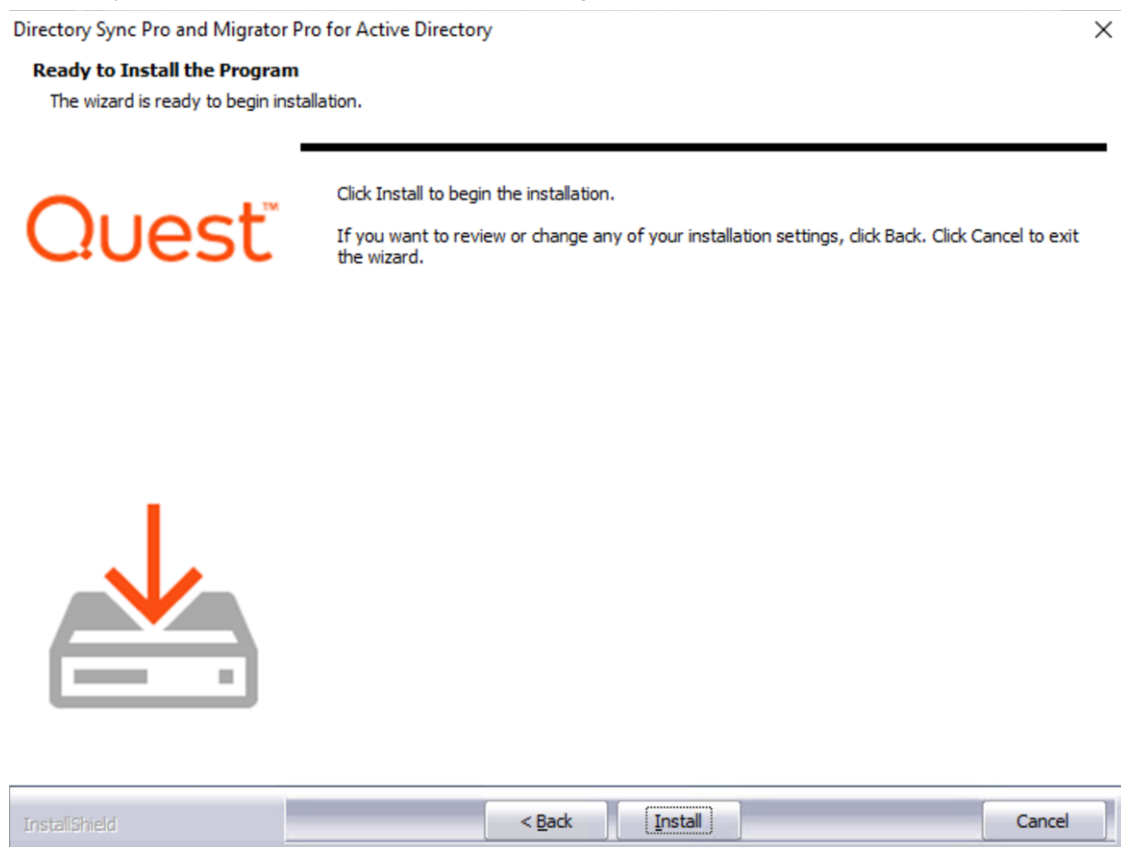 Directory Sync Pro and Migrator Pro for Active Directory
Ready to Install the Program
The wizard is ready to begin installation.
Quest™
Click Install to begin the installation.
If you want to review or change any of your installation settings, click Back. Click Cancel to exit
the wizard.
InstallShield
< Back
Install
Cancel